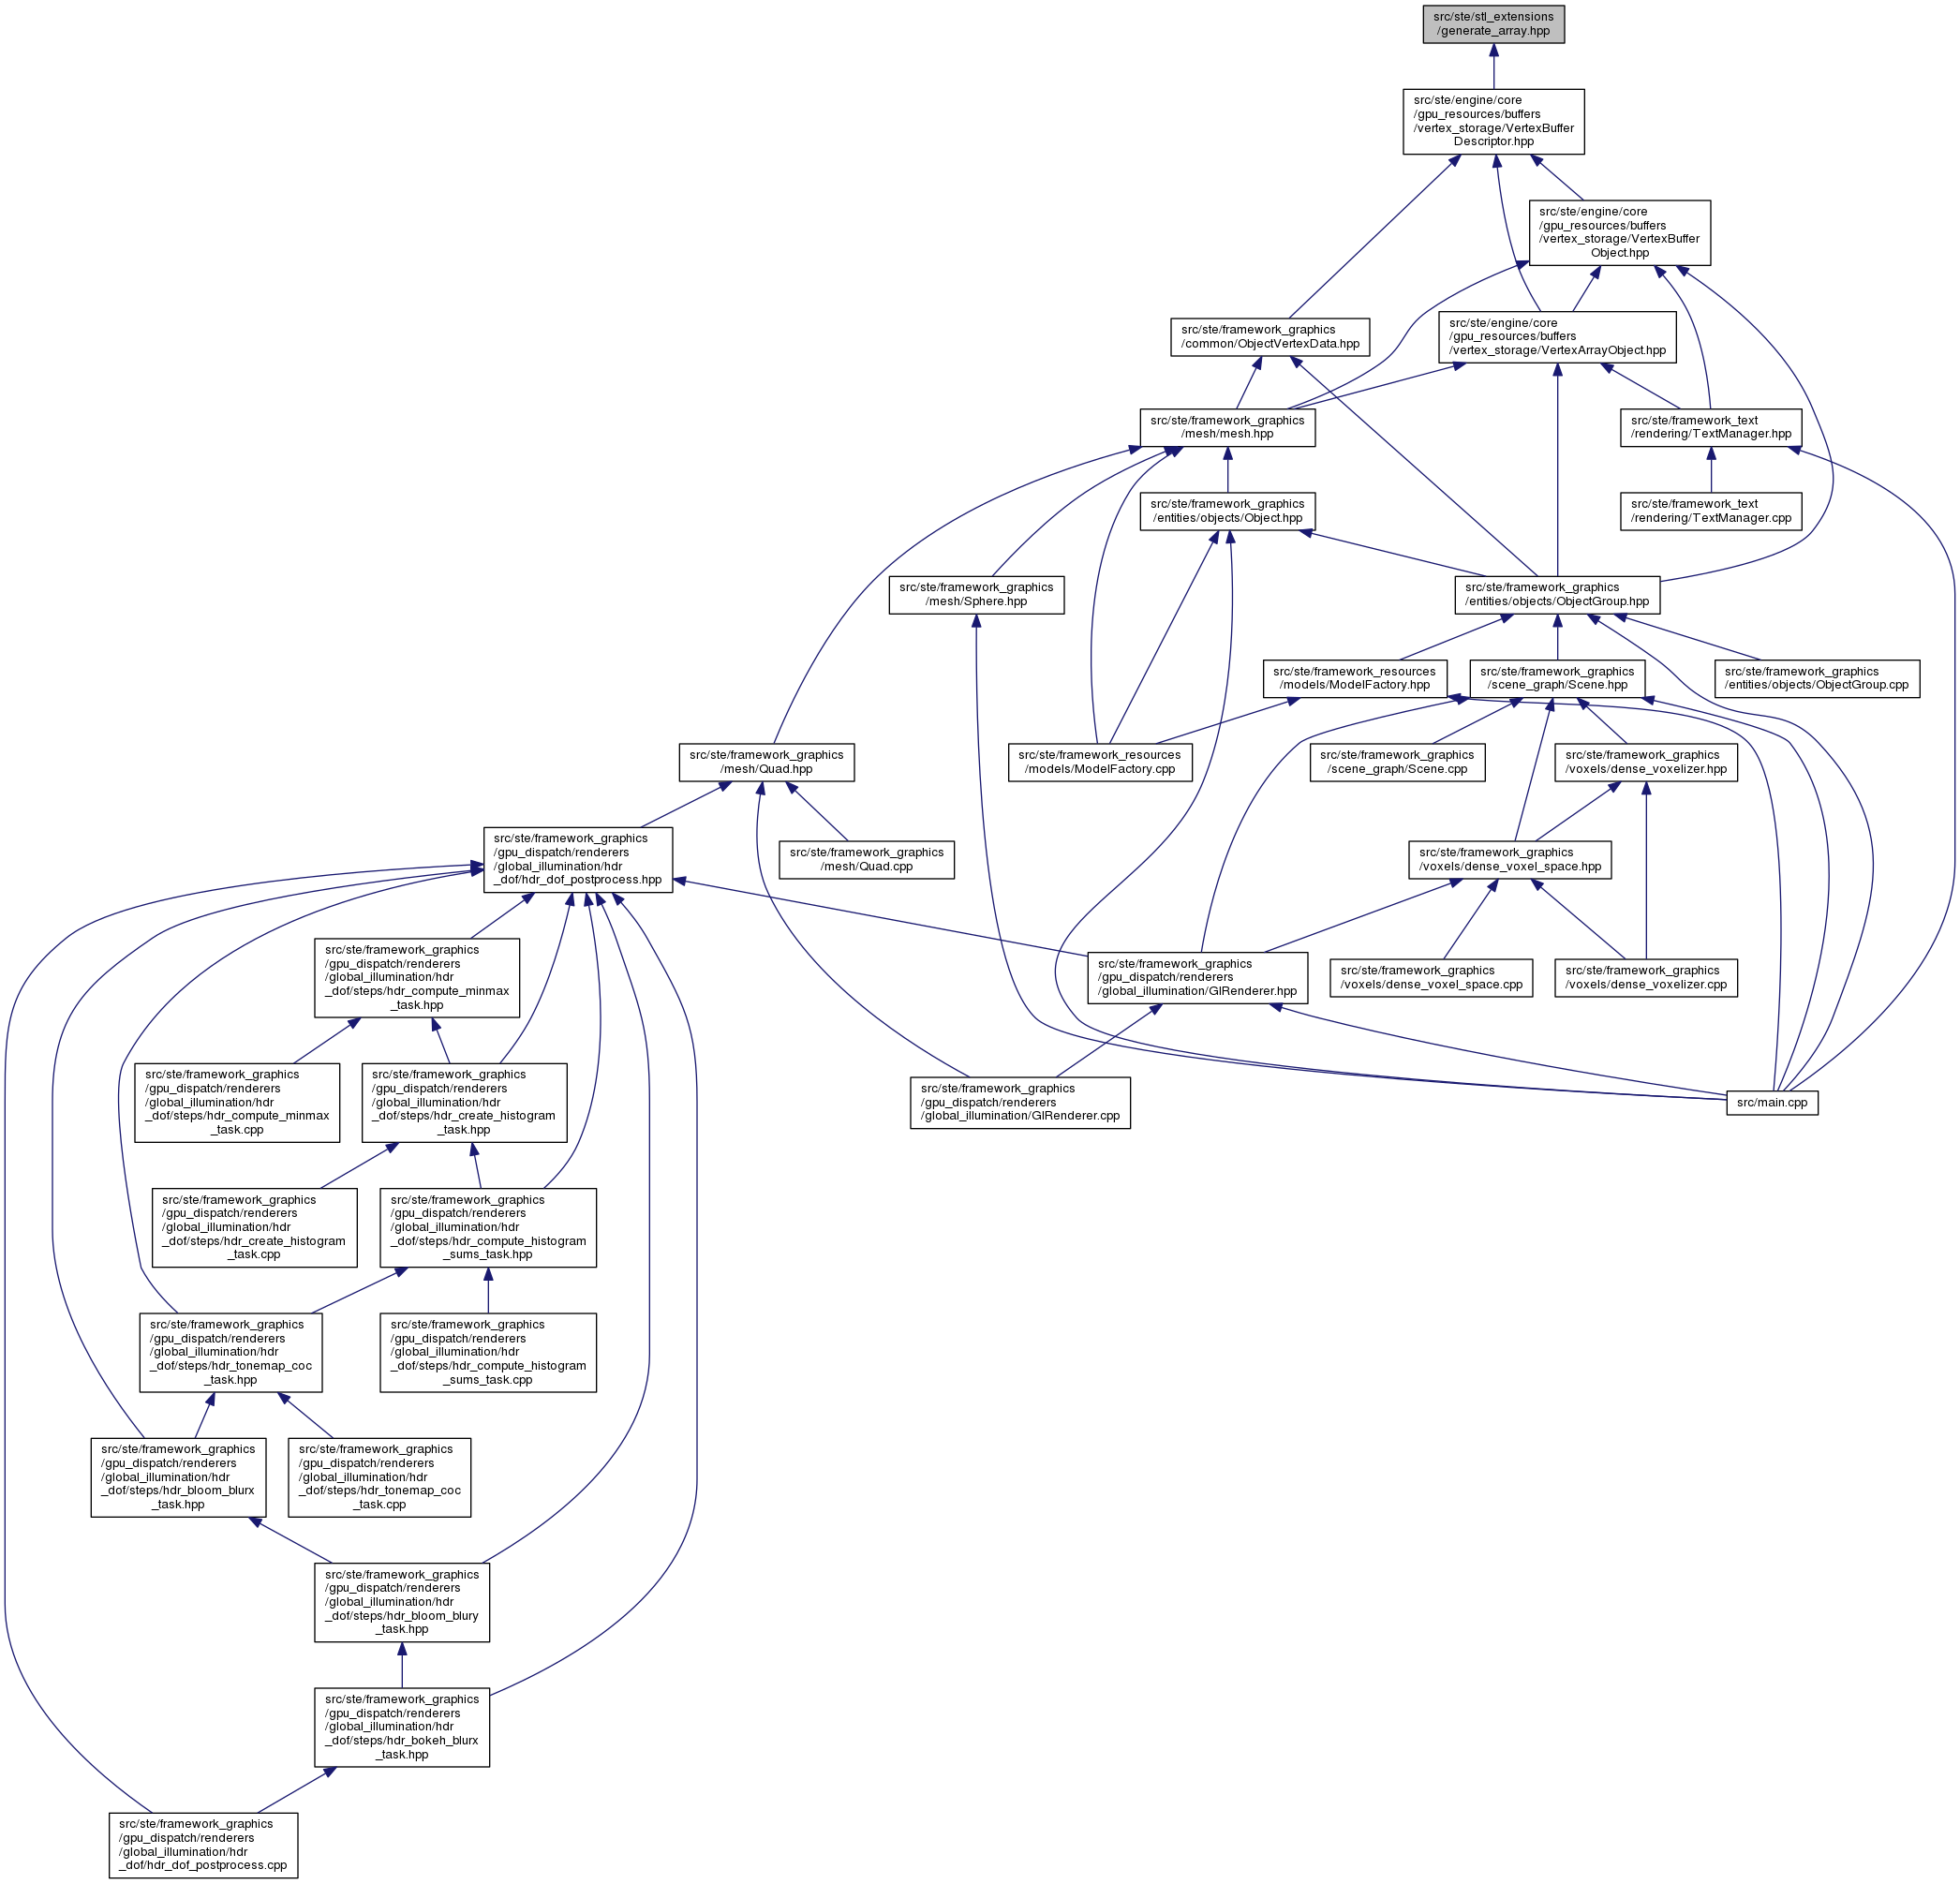 src/ste/stl_extensions
/generate_array.hpp
src/ste/engine/core
/gpu_resources/buffers
/vertex_storage/VertexBuffer
Descriptor.hpp
src/ste/engine/core
/gpu_resources/buffers
/vertex_storage/VertexBuffer
Object.hpp
src/ste/framework_graphics
/common/ObjectVertexData.hpp
src/ste/engine/core
/gpu_resources/buffers
/vertex_storage/VertexArrayObject.hpp
src/ste/framework_graphics
/mesh/mesh.hpp
src/ste/framework_text
/rendering/TextManager.hpp
src/ste/framework_graphics
/entities/objects/Object.hpp
src/ste/framework_text
/rendering/TextManager.cpp
src/ste/framework_graphics
/mesh/Sphere.hpp
src/ste/framework_graphics
/entities/objects/ObjectGroup.hpp
src/ste/framework_resources
/models/ModelFactory.hpp
src/ste/framework_graphics
/scene_graph/Scene.hpp
src/ste/framework_graphics
/entities/objects/ObjectGroup.cpp
src/ste/framework_graphics
/mesh/Quad.hpp
src/ste/framework_resources
/models/ModelFactory.cpp
src/ste/framework_graphics
/scene_graph/Scene.cpp
src/ste/framework_graphics
/voxels/dense_voxelizer.hpp
src/ste/framework_graphics
/gpu_dispatch/renderers
/global_illumination/hdr
_dof/hdr_dof_postprocess.hpp
src/ste/framework_graphics
/mesh/Quad.cpp
src/ste/framework_graphics
/voxels/dense_voxel_space.hpp
src/ste/framework_graphics
/gpu_dispatch/renderers
/global_illumination/hdr
_dof/steps/hdr_compute_minmax
_task.hpp
src/ste/framework_graphics
/gpu_dispatch/renderers
/global_illumination/GIRenderer.hpp
src/ste/framework_graphics
/voxels/dense_voxel_space.cpp
src/ste/framework_graphics
/voxels/dense_voxelizer.cpp
src/ste/framework_graphics
/gpu_dispatch/renderers
/global_illumination/hdr
_dof/steps/hdr_compute_minmax
_task.cpp
src/ste/framework_graphics
/gpu_dispatch/renderers
/global_illumination/hdr
_dof/steps/hdr_create_histogram
_task.hpp
src/ste/framework_graphics
/gpu_dispatch/renderers
/global_illumination/GIRenderer.cpp
src/main.cpp
src/ste/framework_graphics
/gpu_dispatch/renderers
/global_illumination/hdr
_dof/steps/hdr_create_histogram
_task.cpp
src/ste/framework_graphics
/gpu_dispatch/renderers
/global_illumination/hdr
_dof/steps/hdr_compute_histogram
_sums_task.hpp
src/ste/framework_graphics
/gpu_dispatch/renderers
/global_illumination/hdr
_dof/steps/hdr_tonemap_coc
_task.hpp
src/ste/framework_graphics
/gpu_dispatch/renderers
/global_illumination/hdr
_dof/steps/hdr_compute_histogram
_sums_task.cpp
src/ste/framework_graphics
/gpu_dispatch/renderers
/global_illumination/hdr
_dof/steps/hdr_bloom_blurx
_task.hpp
src/ste/framework_graphics
/gpu_dispatch/renderers
/global_illumination/hdr
_dof/steps/hdr_tonemap_coc
_task.cpp
src/ste/framework_graphics
/gpu_dispatch/renderers
/global_illumination/hdr
_dof/steps/hdr_bloom_blury
_task.hpp
src/ste/framework_graphics
/gpu_dispatch/renderers
/global_illumination/hdr
_dof/steps/hdr_bokeh_blurx
_task.hpp
src/ste/framework_graphics
/gpu_dispatch/renderers
/global_illumination/hdr
_dof/hdr_dof_postprocess.cpp